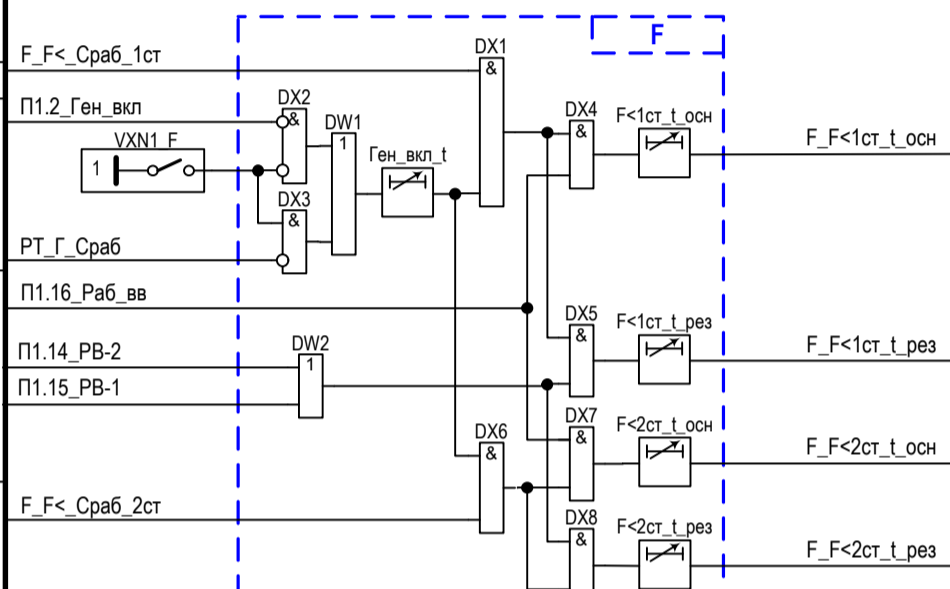 F
F_F<_Сраб_1ст
DX1
&
П1.2_Ген_вкл
DX2
&
DX4
&
F<1ст_t_осн
F_F<1ст_t_осн
VXN1_F
1
DW1
1
Ген_вкл_t
DX3
&
РТ_Г_Сраб
П1.16_Раб_вв
DX5
&
F<1ст_t_рез
F_F<1ст_t_рез
П1.14_РВ-2
DW2
1
П1.15_РВ-1
DX7
&
F<2ст_t_осн
F_F<2ст_t_осн
DX6
&
F_F<_Сраб_2ст
DX8
&
F<2ст_t_рез
F_F<2ст_t_рез